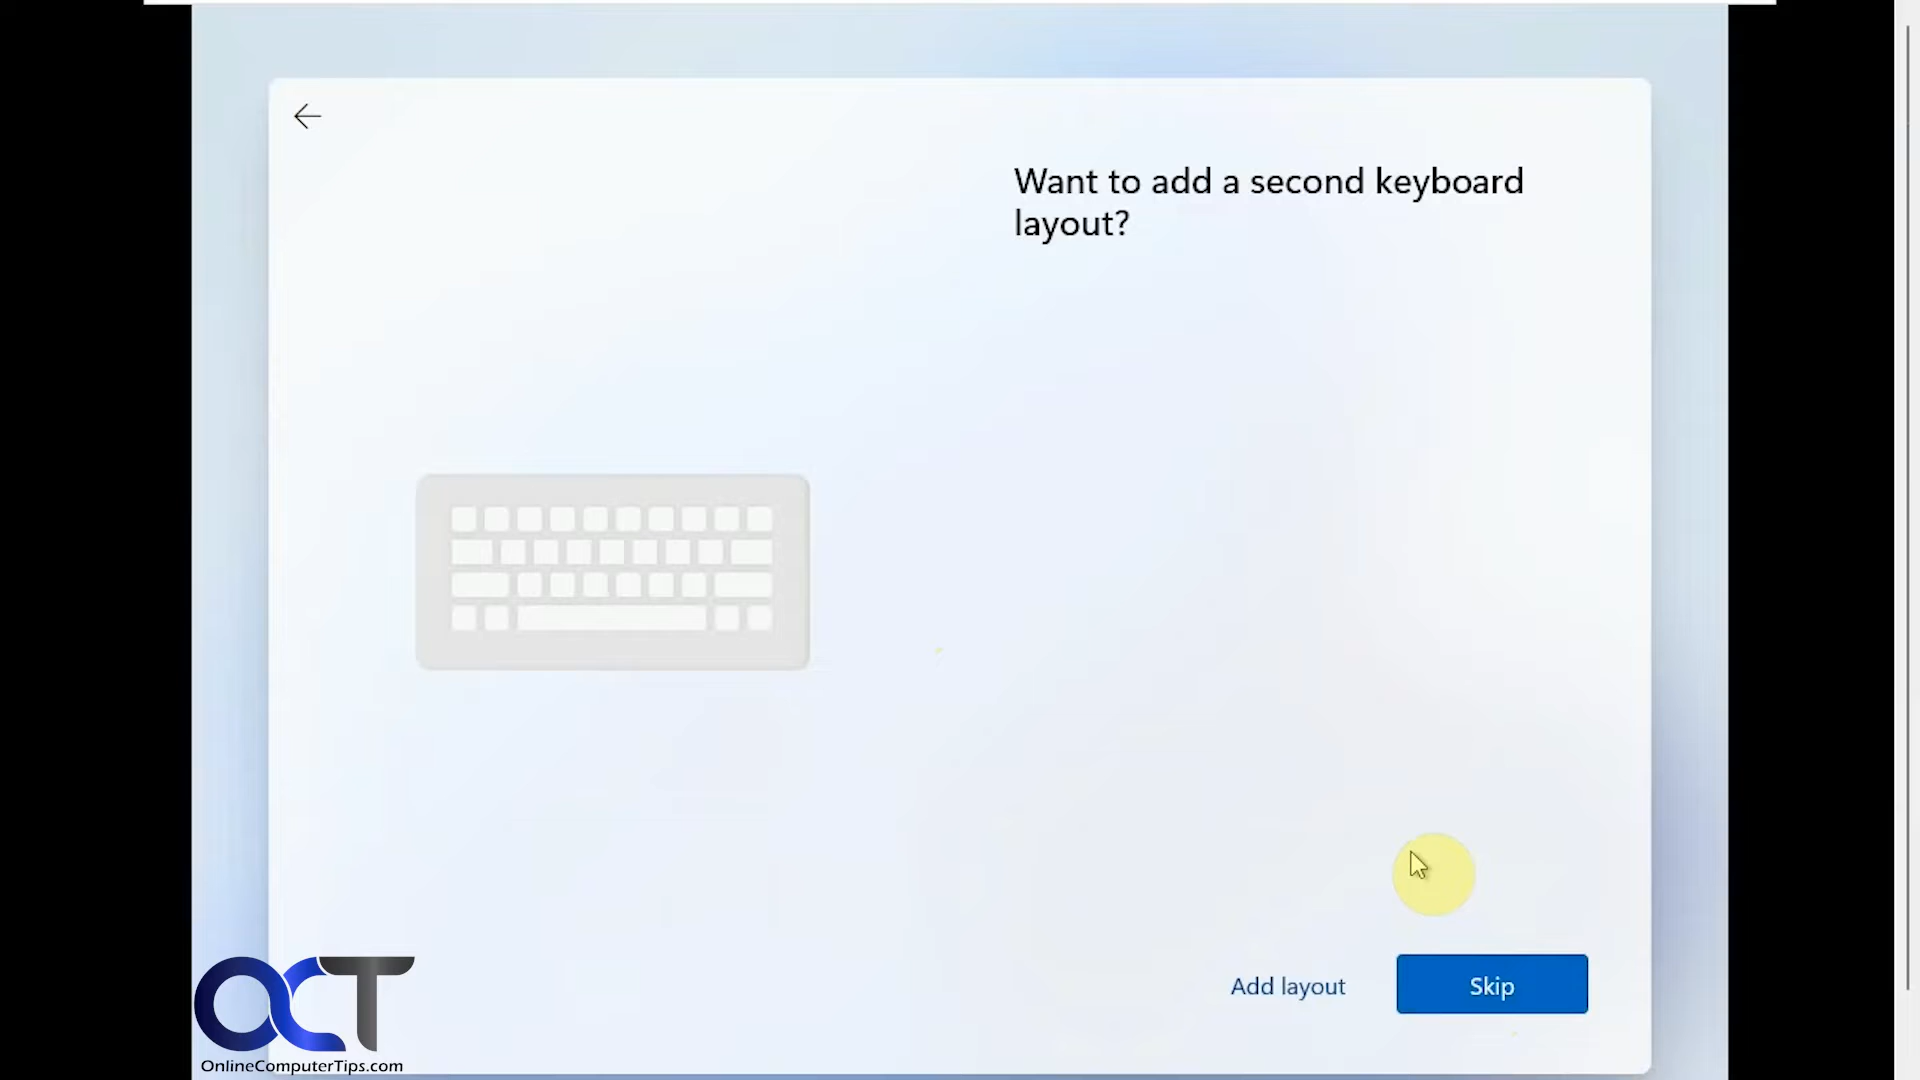 Want to add a second keyboard
layout?
Add layout
Skip
OCT
OnlineComputerTips.com